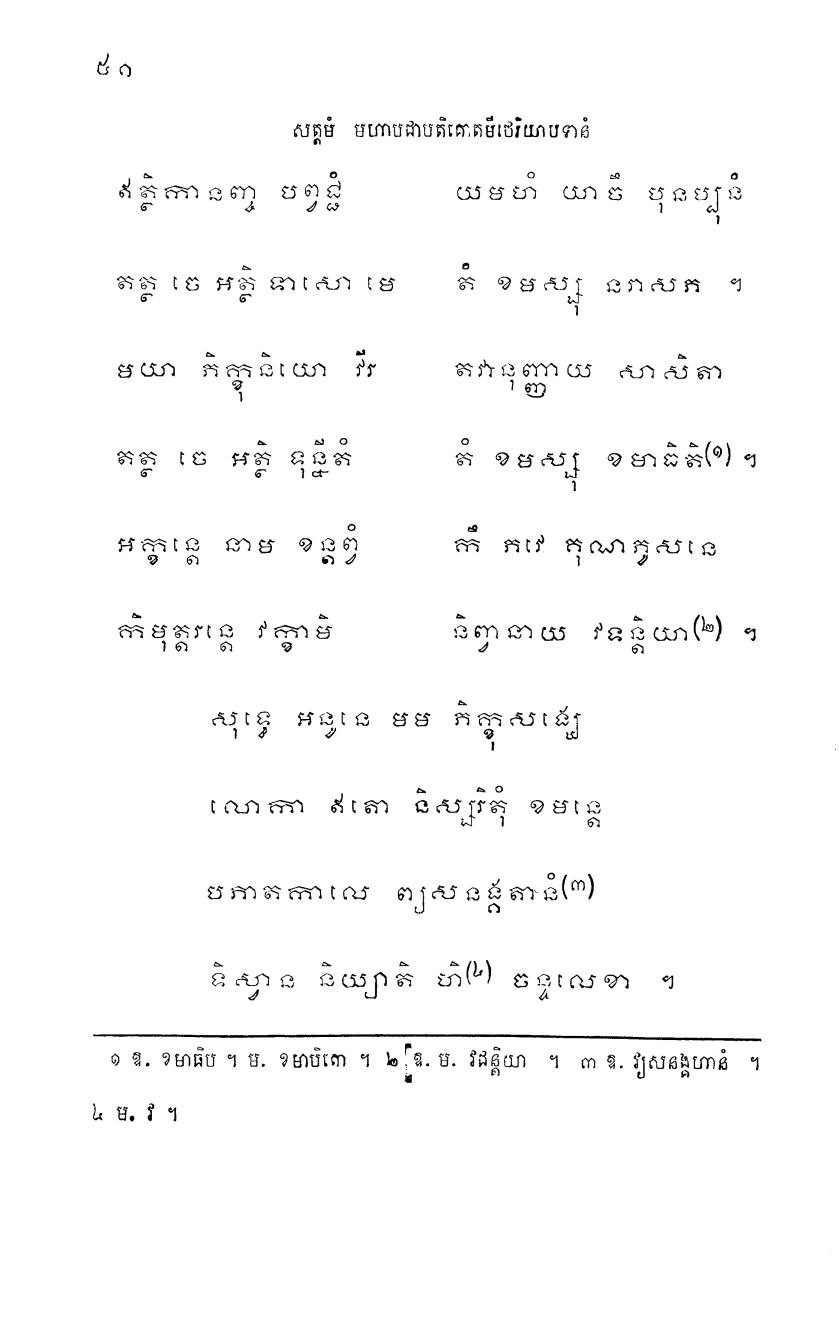 ៥១
សត្តមំ មហាបជាបតិគោតមីថេរិយាបទានំ
ឥត្ថិកានញ្ច បព្វជ្ជំ យមហំ យាចឹ បុនប្បុនំ
តត្ថ ចេ អត្ថិ ទោសោ មេ តំ ខមស្សុ នរាសភ ។
មយា ភិក្ខុនិយោ វីរ តវានុញ្ញាយ សាសិតា
តត្ថ ចេ អត្ថិ ទុន្នីតំ តំ ខមស្សុ ខមាធិតិ(១) ។
អក្ខន្តេ នាម ខន្តព្វំ កឹ ភវេ គុណភូសនេ
កិមុត្តរន្តេ វក្ខាមិ និព្វានាយ វទន្តិយា(២) ។
សុទ្ធេ អនូនេ មម ភិក្ខុសង្ឃេ
លោកា ឥតោ និស្សរិតុំ ខមន្តេ
បភាតកាលេ ព្យសនង្គតានំ(៣)
ទិស្វាន និយ្យាតិ ហិ(៤) ចន្ទលេខា ។
១ ឱ. ខមាធិប ។ ម. ខមាបិតោ ។ ២ ឱ. ម. វជន្តិយា ។ ៣ ឱ. វ្យសនង្គហានំ ។
៤ ម. វ ។